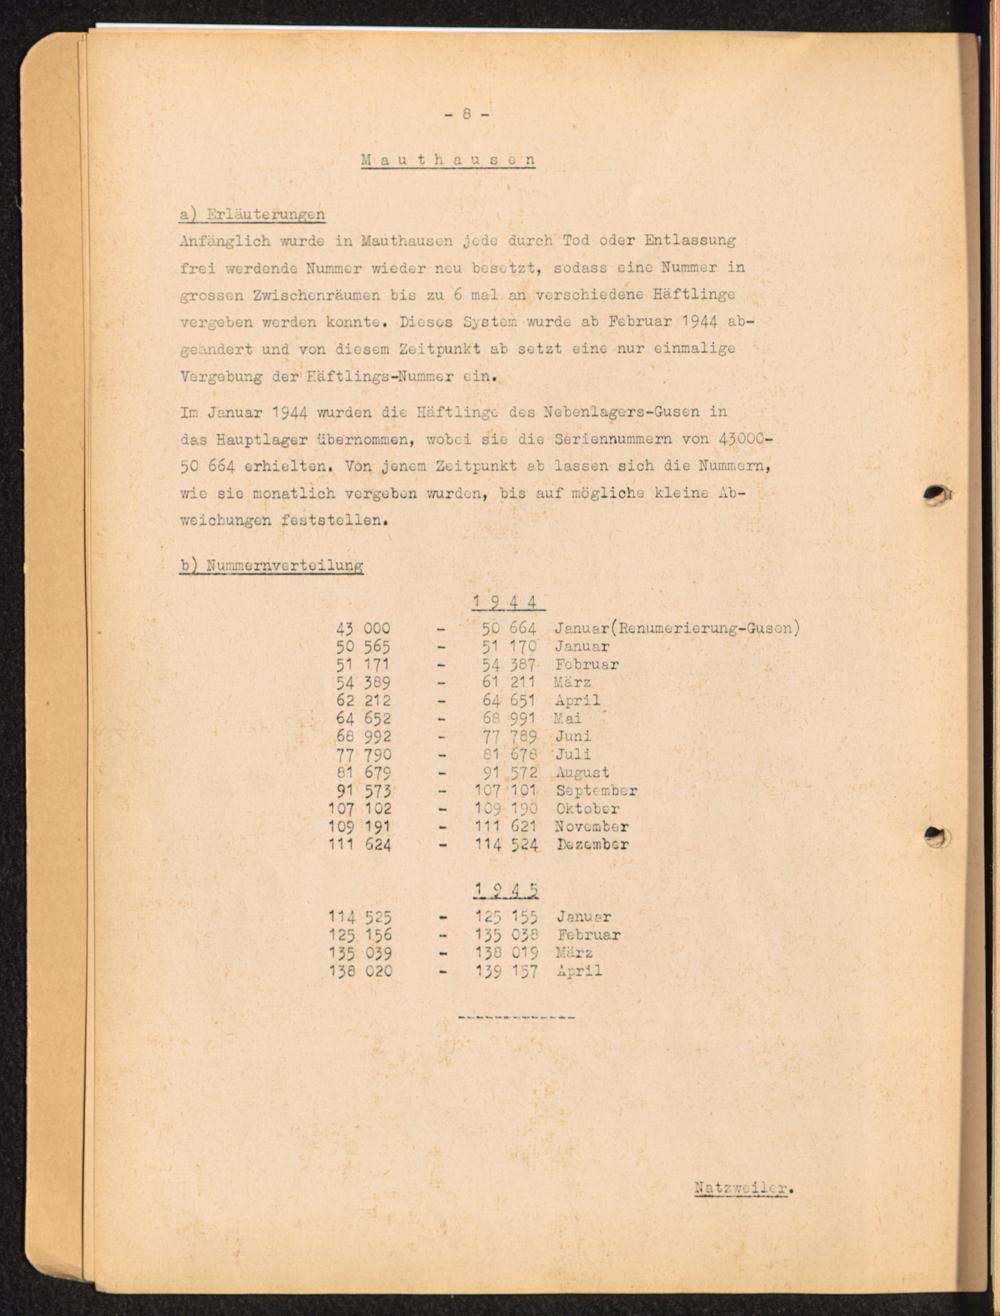 - 8 -
Mauthausen
a) Erläuterungen
Anfänglich wurde in Mauthausen jede durch Tod oder Entlassung
frei werdende Nummer wieder neu besetzt, sodass eine Nummer in
grossen Zwischenräumen bis zu 6 mal an verschiedene Häftlinge
vergeben werden konnte. Dieses System wurde ab Februar 1944 ab-
geändert und von diesem Zeitpunkt ab setzt eine nur einmalige
Vergebung der Häftlings-Nummer ein.
Im Januar 1944 wurden die Häftlinge des Nebenlagers-Gusen in
das Hauptlager übernommen, wobei sie die Seriennummern von 43000-
50 664 erhielten. Von jenem Zeitpunkt ab lassen sich die Nummern,
wie sie monatlich vergeben wurden, bis auf mögliche kleine Ab-
weichungen feststellen.
b) Nummernverteilung
1944
43 000 - 50 664 Januar(Renumerierung-Gusen)
50 565 - 51 170 Januar
51 171 - 54 387 Februar
54 389 - 61 211 März
62 212 - 64 651 April
64 652 - 68 991 Mai
68 992 - 77 789 Juni
77 790 - 81 678 Juli
81 679 - 91 572 August
91 573 - 107 101 September
107 102 - 109 190 Oktober
109 191 - 111 621 November
111 624 - 114 524 Dezember
1945
114 525 - 125 155 Januar
125 156 - 135 038 Februar
135 039 - 138 019 März
138 020 - 139 157 April
Natzweiler.